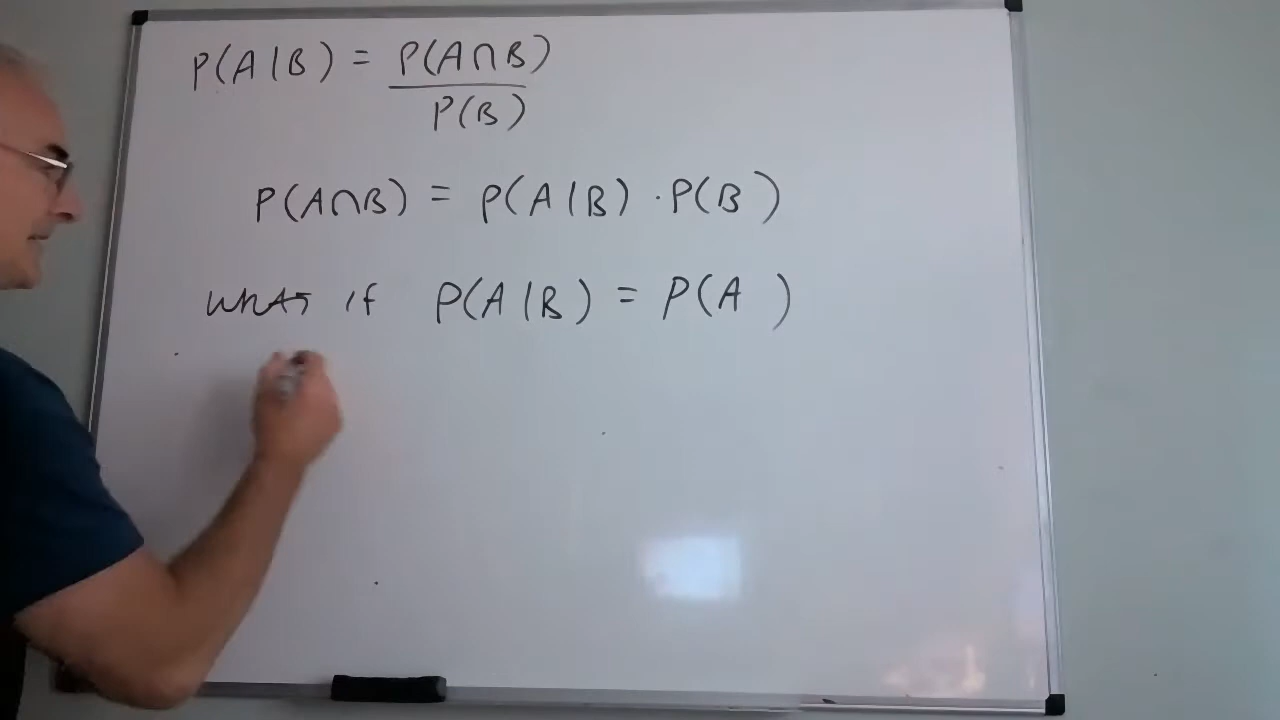 P(A|B) = P(A∩B)
P(B)
P(A∩B) = P(A|B) · P(B)
WHAT IF P(A|B) = P(A )